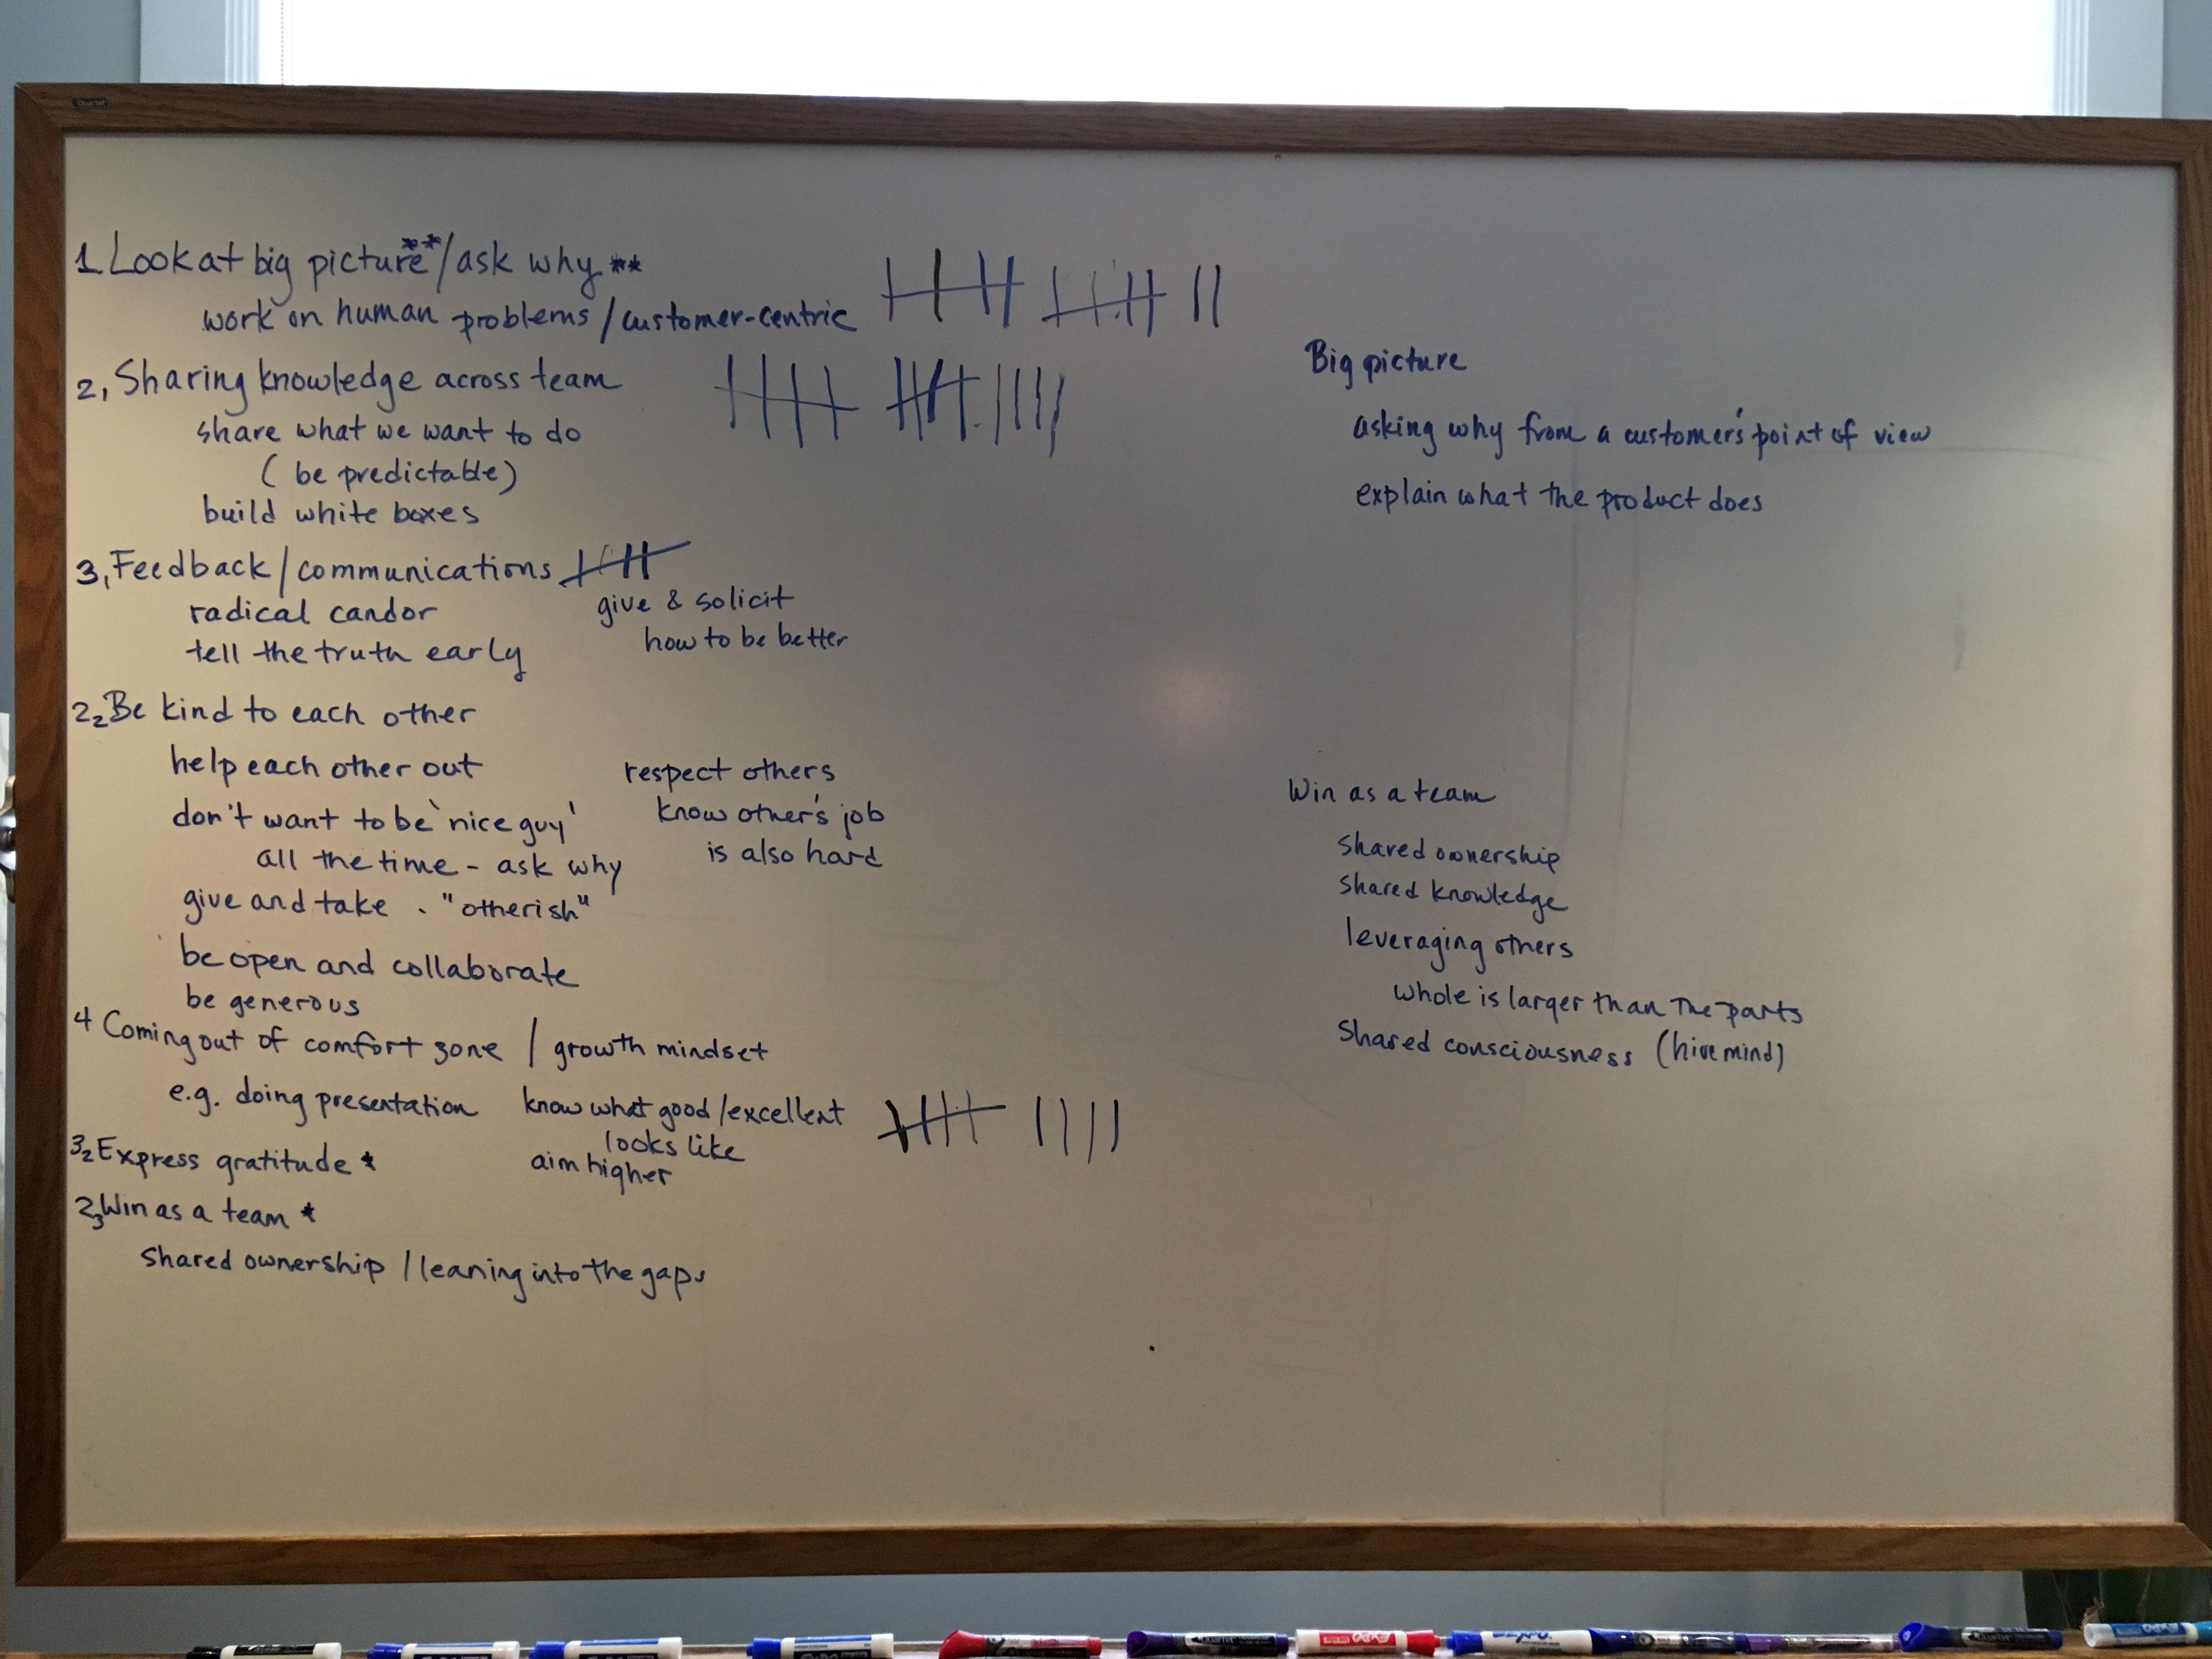 Quartet
1 Look at big picture** / ask why **
work on human problems / customer-centric
2, Sharing knowledge across team
share what we want to do
( be predictable)
build white boxes
3, Feedback / communications
radical candor
give & solicit
tell the truth early
how to be better
2₂ Be kind to each other
help each other out
respect others
don't want to be 'nice guy'
know other's job
all the time - ask why
is also hard
give and take . "otherish"
be open and collaborate
be generous
4 Coming out of comfort zone / growth mindset
e.g. doing presentation
know what good / excellent
looks like
aim higher
3₂ Express gratitude *
2₃ Win as a team *
Shared ownership / leaning into the gaps
Big picture
asking why from a customer's point of view
explain what the product does
Win as a team
Shared ownership
Shared knowledge
leveraging others
whole is larger than the parts
Shared consciousness (hive mind)